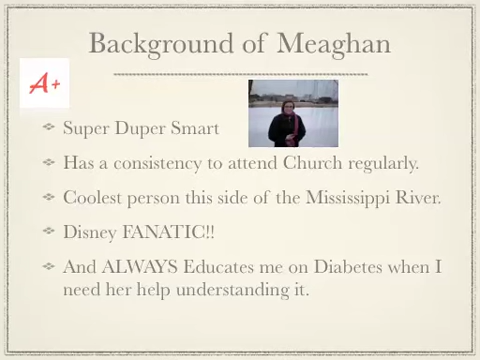 Background of Meaghan
A+
Super Duper Smart
Has a consistency to attend Church regularly.
Coolest person this side of the Mississippi River.
Disney FANATIC!!
And ALWAYS Educates me on Diabetes when I
need her help understanding it.